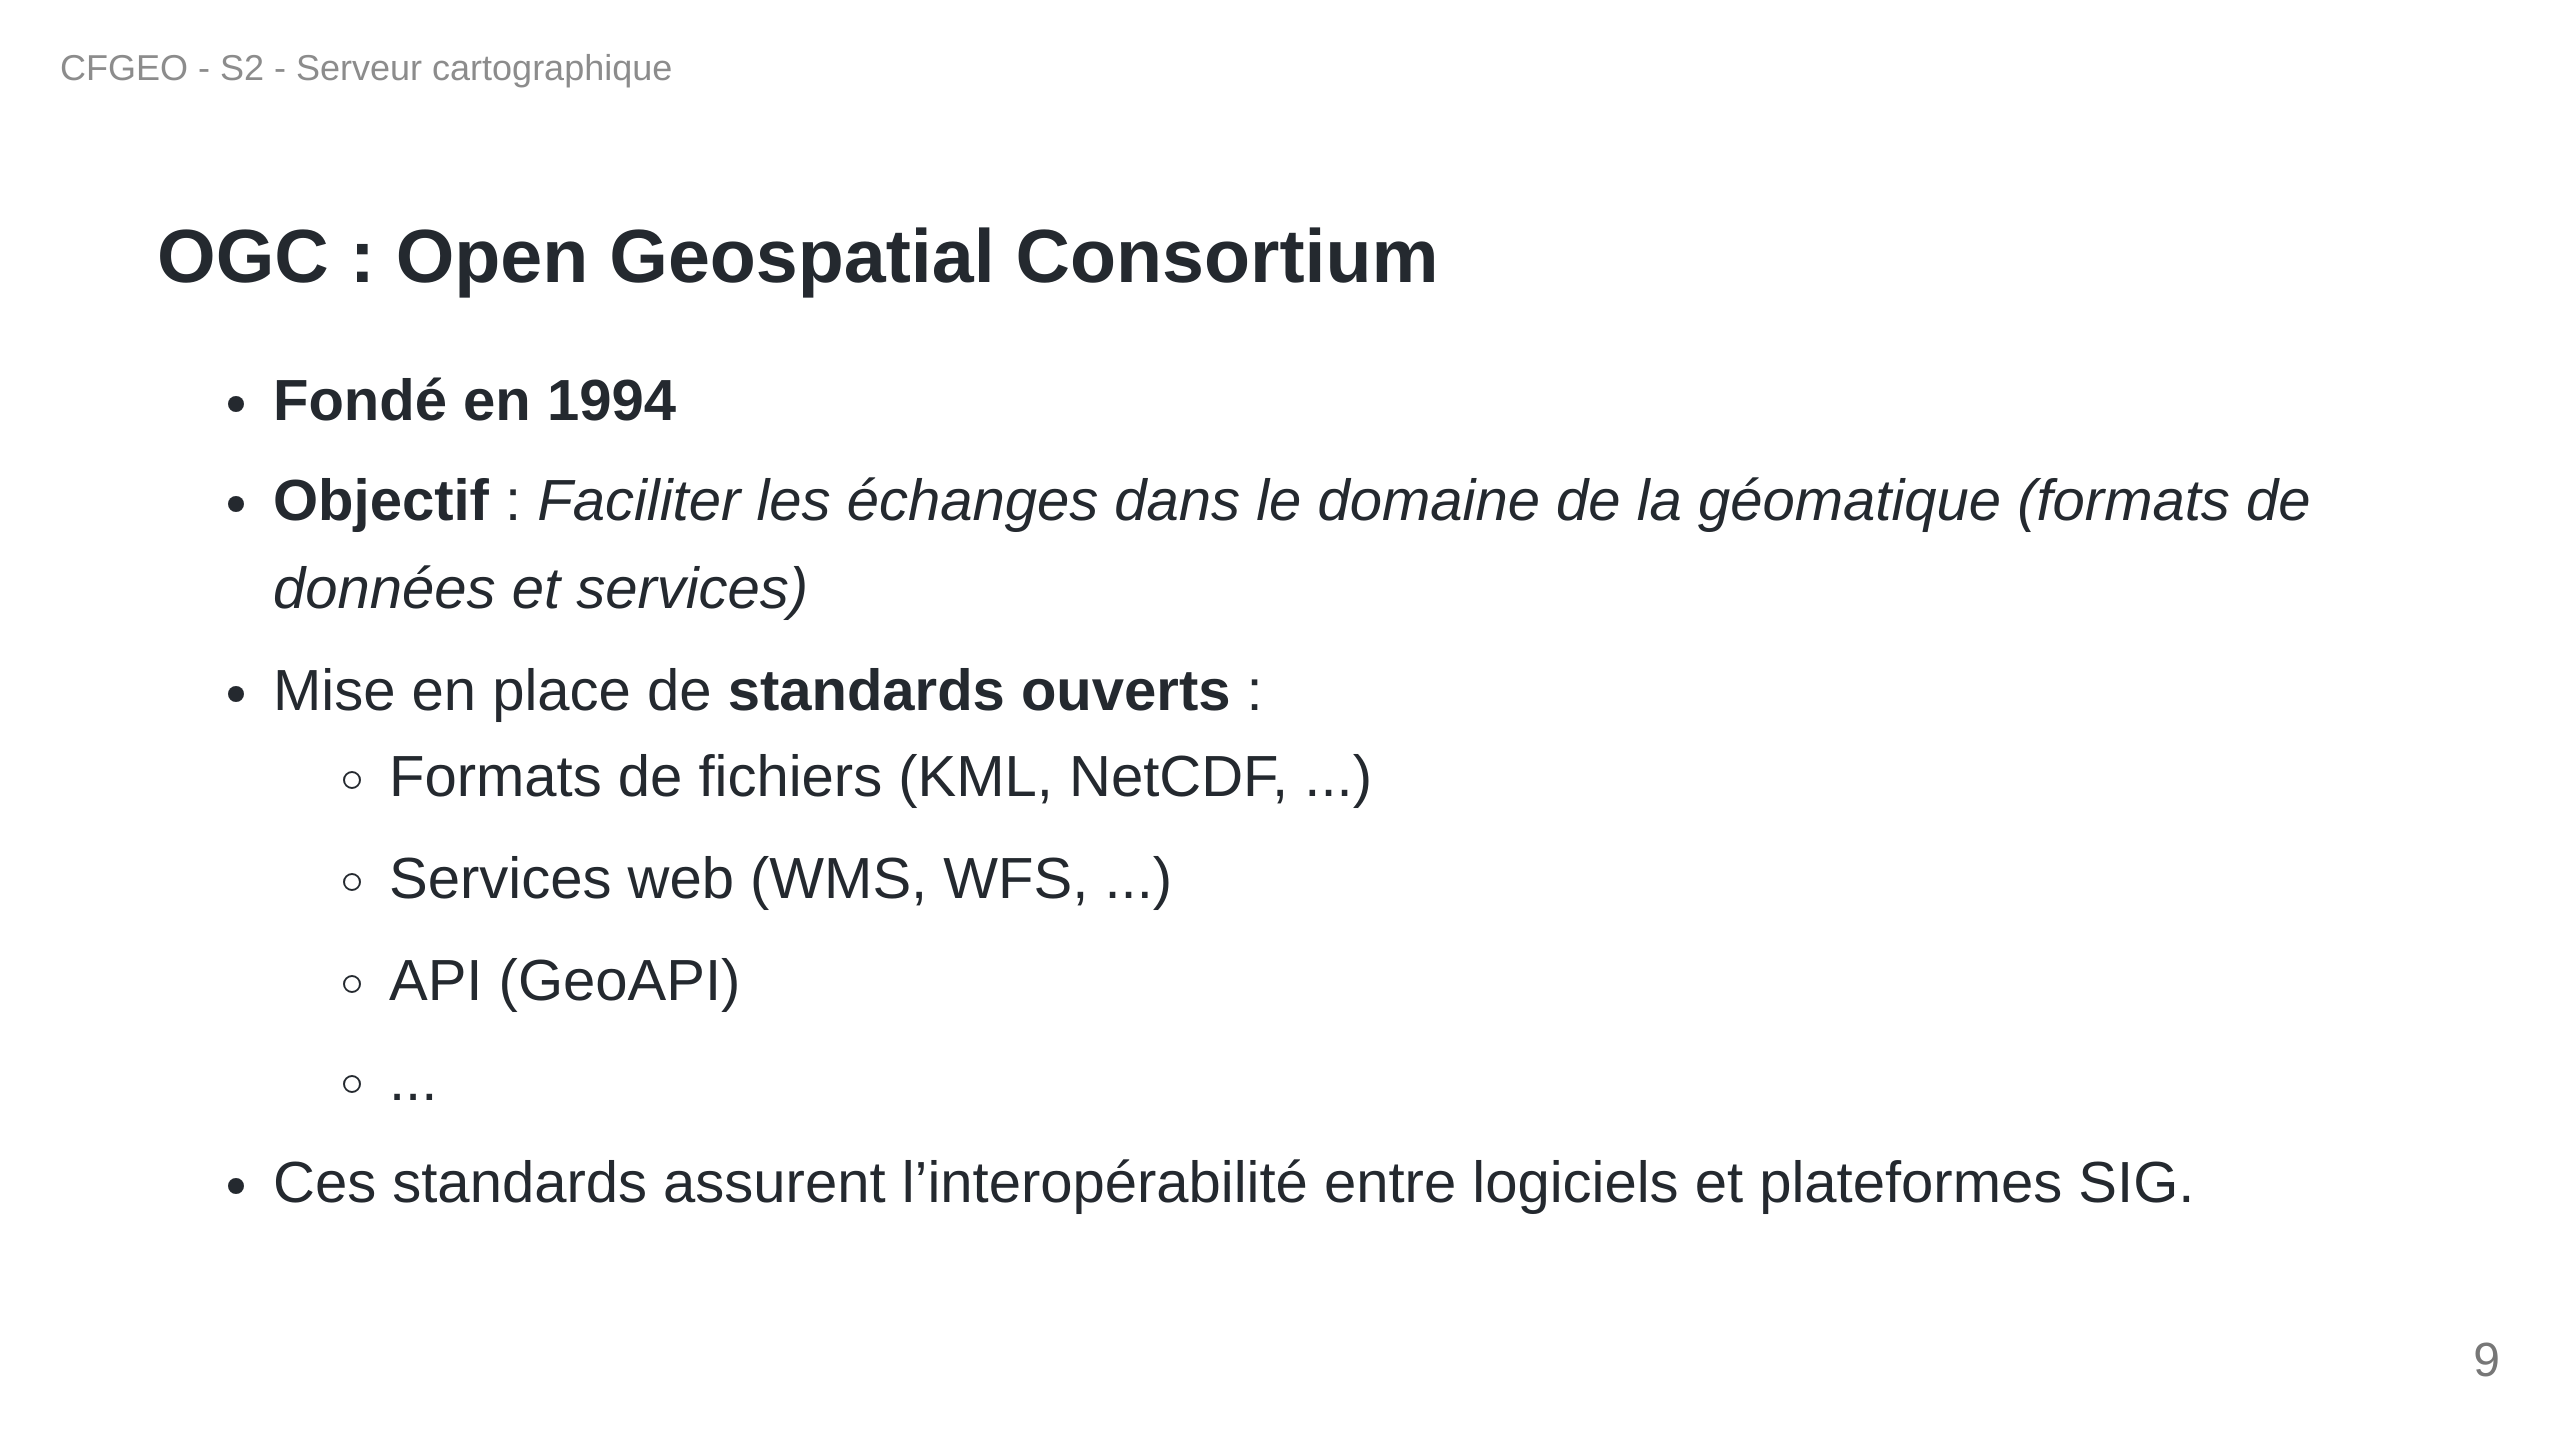 CFGEO - S2 - Serveur cartographique
OGC : Open Geospatial Consortium
• Fondé en 1994
• Objectif : Faciliter les échanges dans le domaine de la géomatique (formats de
données et services)
• Mise en place de standards ouverts :
◦ Formats de fichiers (KML, NetCDF, ...)
◦ Services web (WMS, WFS, ...)
◦ API (GeoAPI)
◦ ...
• Ces standards assurent l’interopérabilité entre logiciels et plateformes SIG.
9